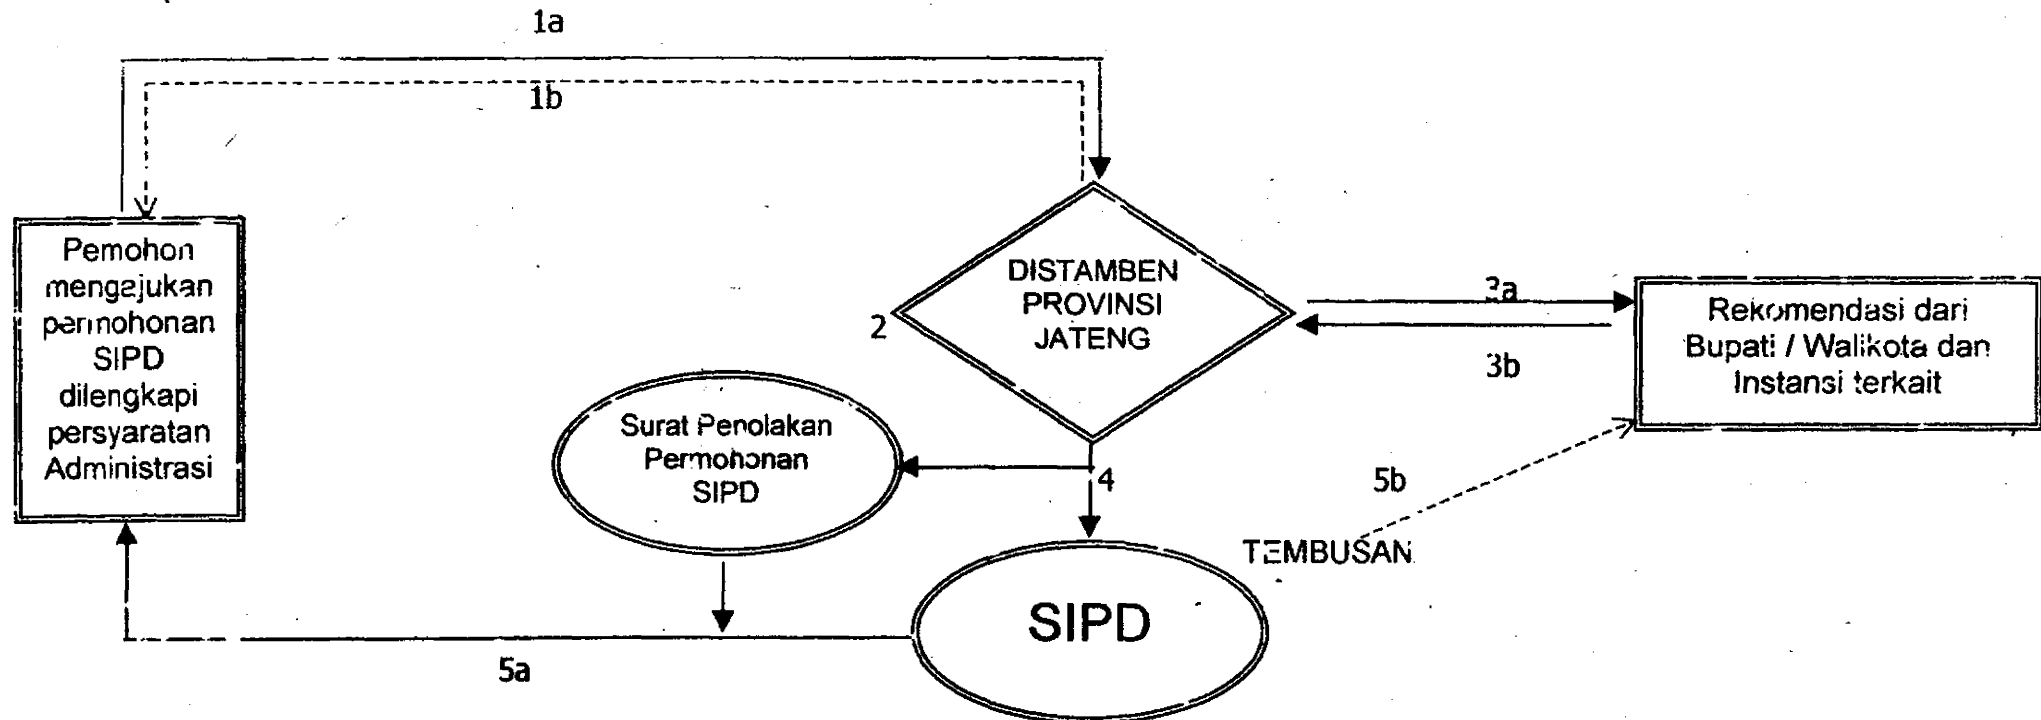 1a
1b
Pemohon
mengajukan
permohonan
SIPD
dilengkapi
persyaratan
Administrasi
DISTAMBEN
PROVINSI
JATENG
2
3a
3b
Rekomendasi dari
Bupati / Walikota dan
Instansi terkait
Surat Penolakan
Permohonan
SIPD
4
5b
TEMBUSAN
SIPD
5a